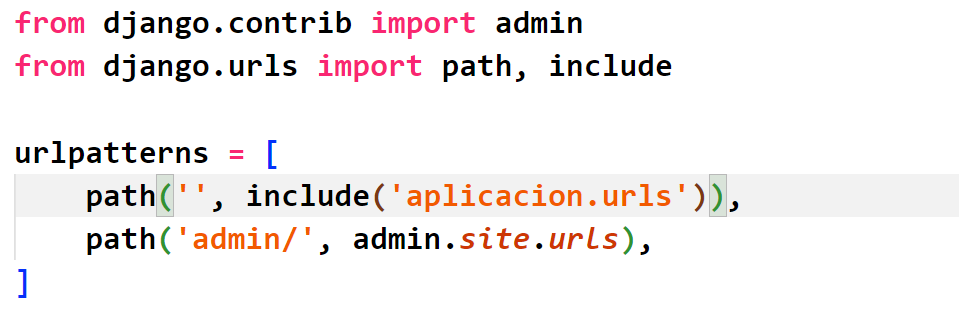 from django.contrib import admin
from django.urls import path, include
urlpatterns = [
path('', include('aplicacion.urls')),
path('admin/', admin.site.urls),
]